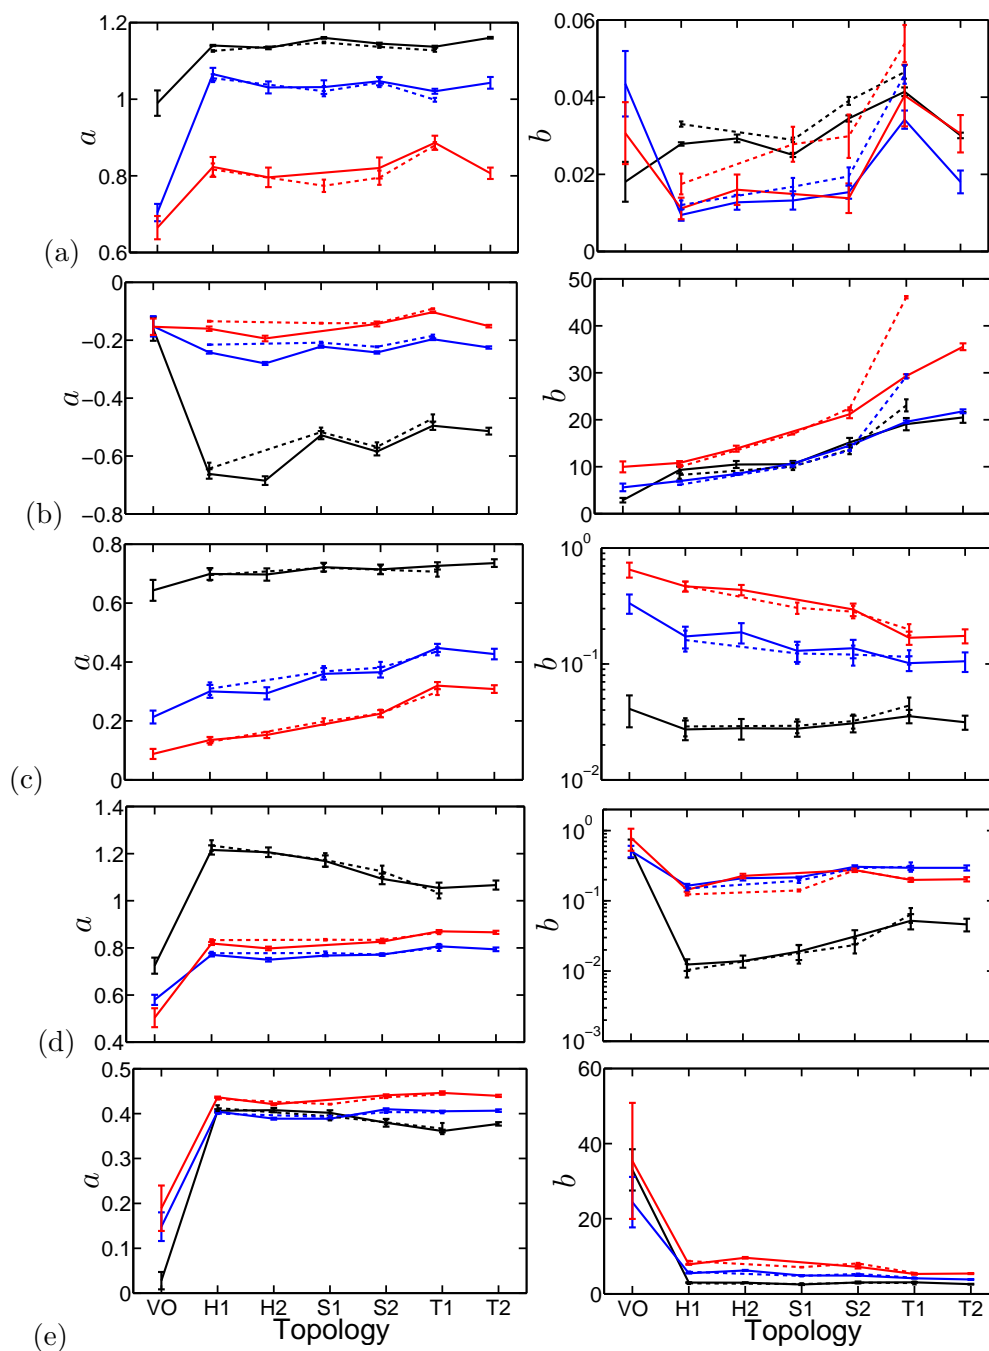 1.2
1
0.8
0.6
a
(a)
0.06
0.04
0.02
0
b
0
−0.2
−0.4
−0.6
−0.8
a
(b)
50
40
30
20
10
0
b
0.8
0.6
0.4
0.2
0
a
(c)
10^0
10^−1
10^−2
b
1.4
1.2
1
0.8
0.6
0.4
a
(d)
10^0
10^−1
10^−2
10^−3
b
0.5
0.4
0.3
0.2
0.1
0
a
VO H1 H2 S1 S2 T1 T2
Topology
(e)
60
40
20
0
b
VO H1 H2 S1 S2 T1 T2
Topology